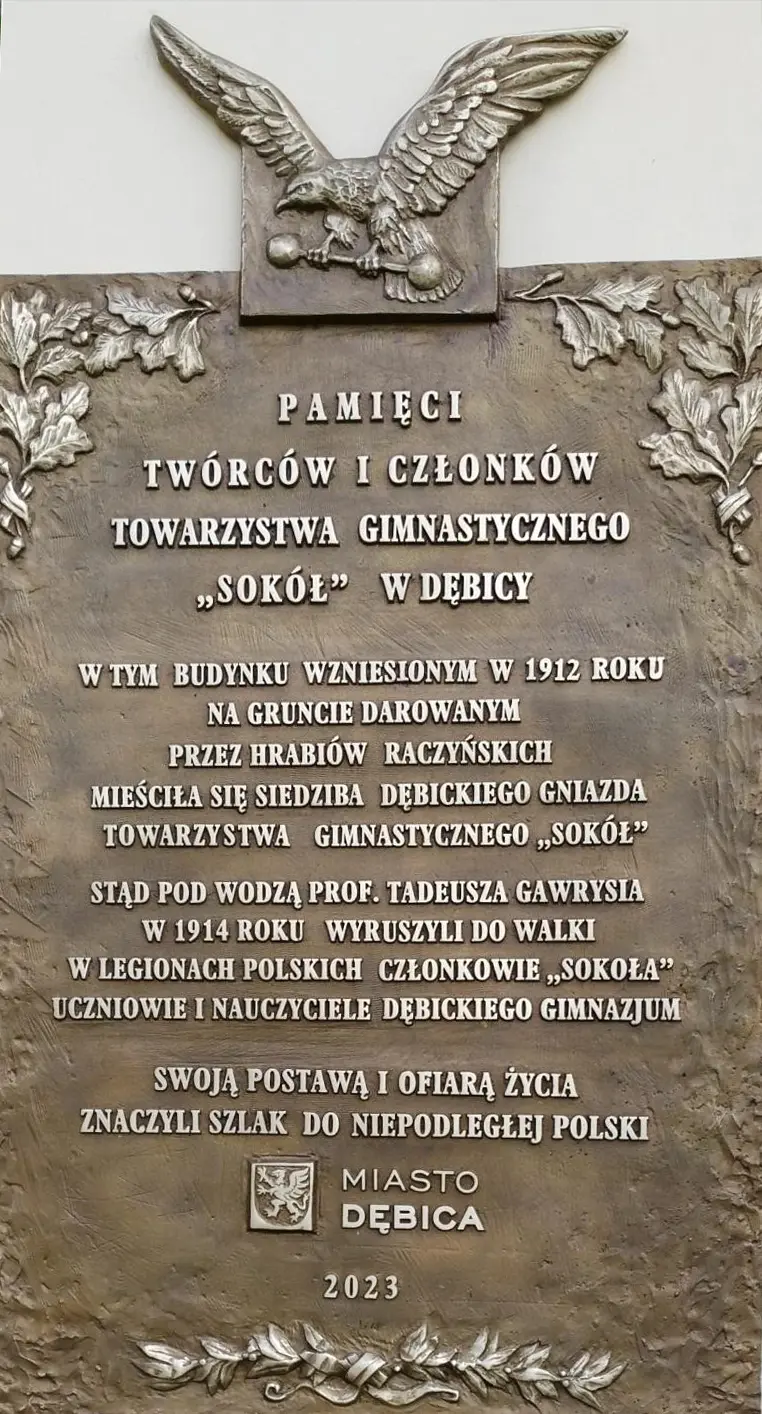 PAMIĘCI
TWÓRCÓW I CZŁONKÓW
TOWARZYSTWA GIMNASTYCZNEGO
„SOKÓŁ” W DĘBICY
W TYM BUDYNKU WZNIESIONYM W 1912 ROKU
NA GRUNCIE DAROWANYM
PRZEZ HRABIÓW RACZYŃSKICH
MIEŚCIŁA SIĘ SIEDZIBA DĘBICKIEGO GNIAZDA
TOWARZYSTWA GIMNASTYCZNEGO „SOKÓŁ”
STĄD POD WODZĄ PROF. TADEUSZA GAWRYSIA
W 1914 ROKU WYRUSZYLI DO WALKI
W LEGIONACH POLSKICH CZŁONKOWIE „SOKOŁA”
UCZNIOWIE I NAUCZYCIELE DĘBICKIEGO GIMNAZJUM
SWOJĄ POSTAWĄ I OFIARĄ ŻYCIA
ZNACZYLI SZLAK DO NIEPODLEGŁEJ POLSKI
MIASTO
DĘBICA
2023